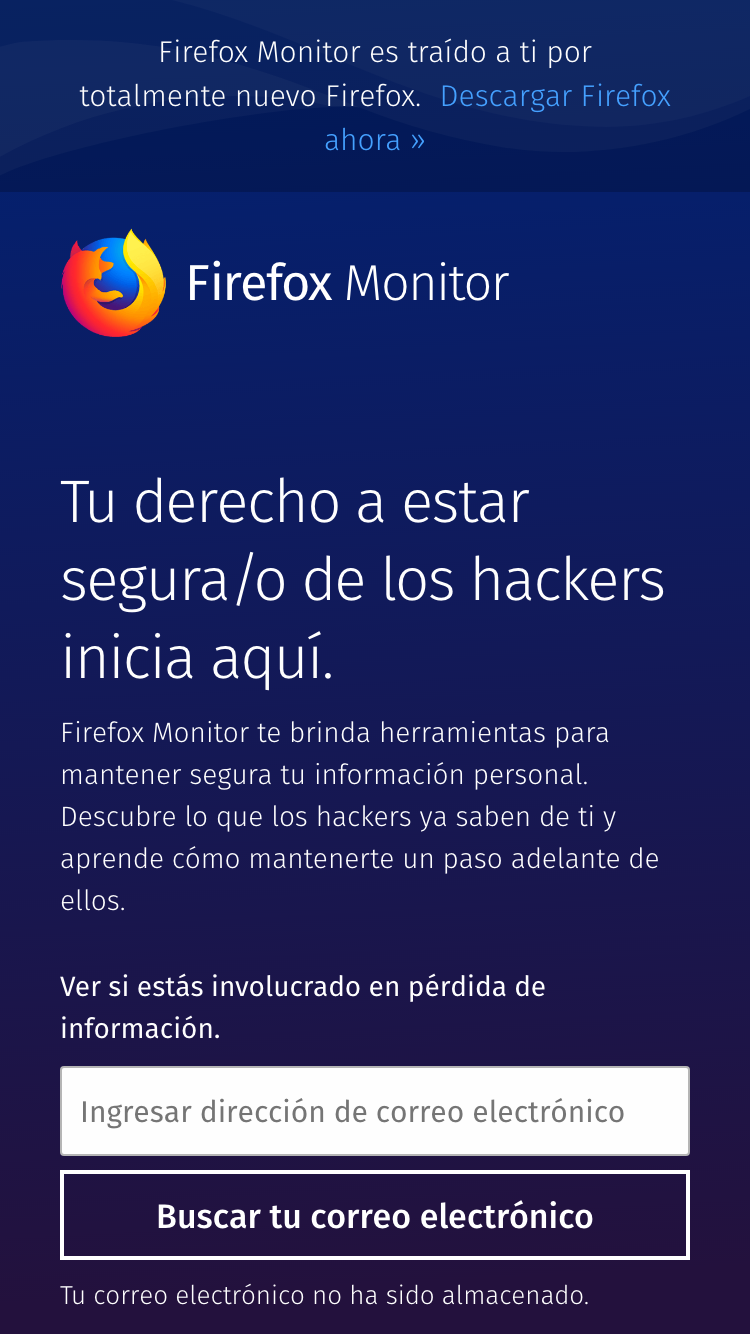 Firefox Monitor es traído a ti por
totalmente nuevo Firefox. Descargar Firefox
ahora »
Firefox Monitor
Tu derecho a estar
segura/o de los hackers
inicia aquí.
Firefox Monitor te brinda herramientas para
mantener segura tu información personal.
Descubre lo que los hackers ya saben de ti y
aprende cómo mantenerte un paso adelante de
ellos.
Ver si estás involucrado en pérdida de
información.
Ingresar dirección de correo electrónico
Buscar tu correo electrónico
Tu correo electrónico no ha sido almacenado.